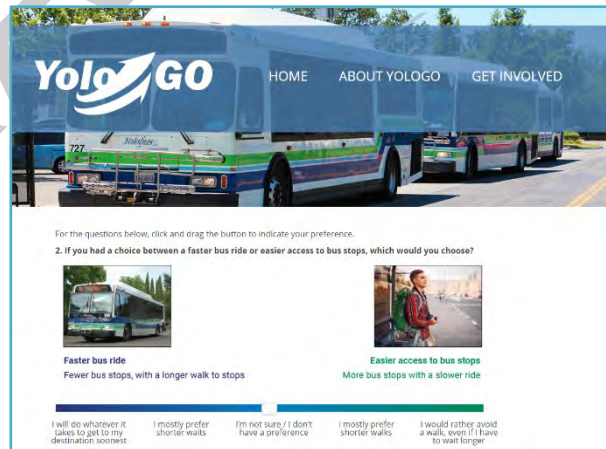 Yolo GO
HOME ABOUT YOLOGO GET INVOLVED
Yolobus
727
For the questions below, click and drag the button to indicate your preference.
2. If you had a choice between a faster bus ride or easier access to bus stops, which would you choose?
Faster bus ride
Fewer bus stops, with a longer walk to stops
Easier access to bus stops
More bus stops with a slower ride
I will do whatever it
takes to get to my
destination soonest
I mostly prefer
shorter waits
I'm not sure / I don't
have a preference
I mostly prefer
shorter walks
I would rather avoid
a walk, even if I have
to wait longer